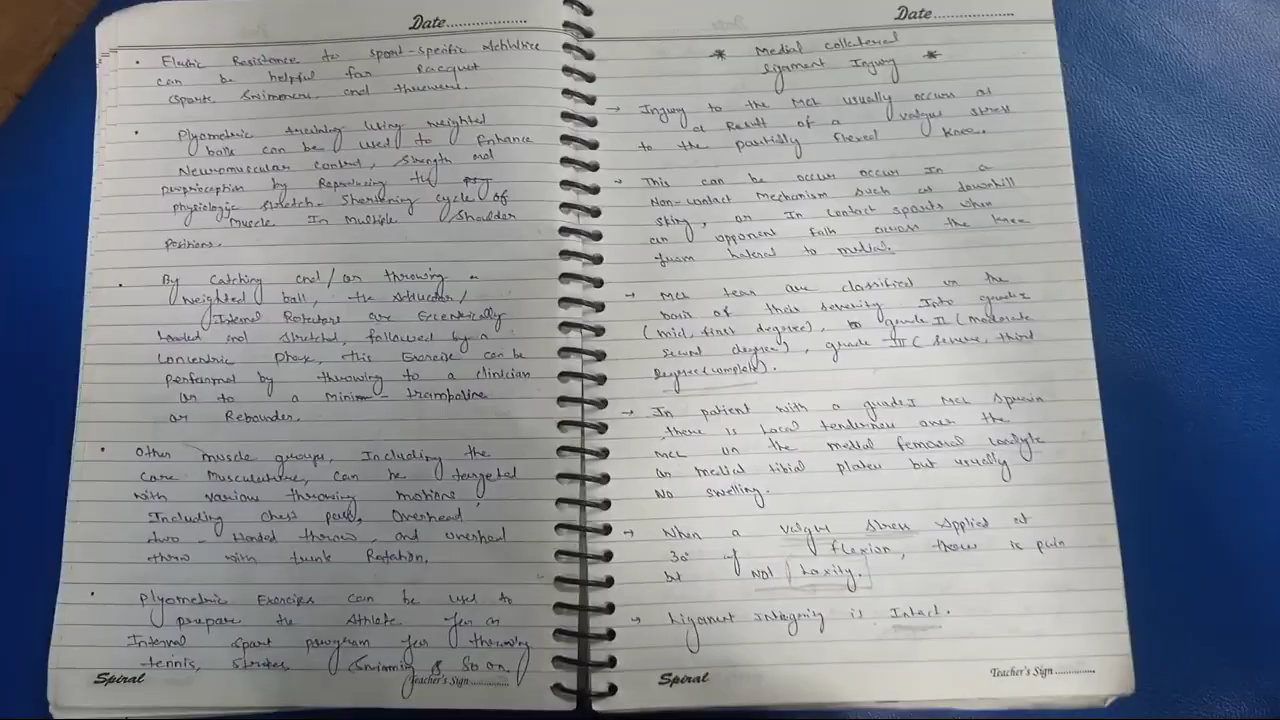 Date
• Elastic Resistance to sport-specific Activities
can be helpful for Racquet
sports Swimmers and throwers.
• Plyometric training using weighted
balls can be used to Enhance
Neuromuscular control, strength and
proprioception by Reproducing the
physiologic stretch-Shortening cycle of
Muscle In Multiple Shoulder
positions.
• By catching and/or throwing a
weighted ball, the Adductor/
Internal Rotators are Eccentrically
Loaded and stretched, followed by a
Concentric phase, this Exercise can be
performed by throwing to a clinician
or to a Minim-trampoline
or Rebounder.
• Other muscle groups, Including the
core Musculature, can be targeted
with various throwing motions
Including chest pass, Overhead
two-Handed throw, and overhead
throw with trunk Rotation.
• Plyometric Exercises can be used to
prepare the Athlete for an
Internal sport program for throwing
tennis, strokes, Swimming & So on.
Spiral
Teacher's Sign
Date
* Medial collateral
ligament Injury *
→ Injury to the MCL usually occurs as
a Result of a valgus stress
to the partially flexed knee.
→ This can be occurs occurs In a
Non-contact Mechanism such as downhill
sking, or In contact sports when
an opponent falls across the knee
from lateral to medial.
→ MCL tear are classified on the
basis of their severity Into grade I
(mild, first degree), to grade II (moderate
second degree), grade III (severe, third
degree (complete).
→ In patient with a grade I MCL sprain
there is local tenderness over the
MCL on the medial femoral condyle
or medial tibial plateu but usually
No swelling.
→ When a valgus stress Applied at
30° of flexion, there is pain
but NOT Laxity.
→ Ligament Integrity is Intact.
Spiral
Teacher's Sign